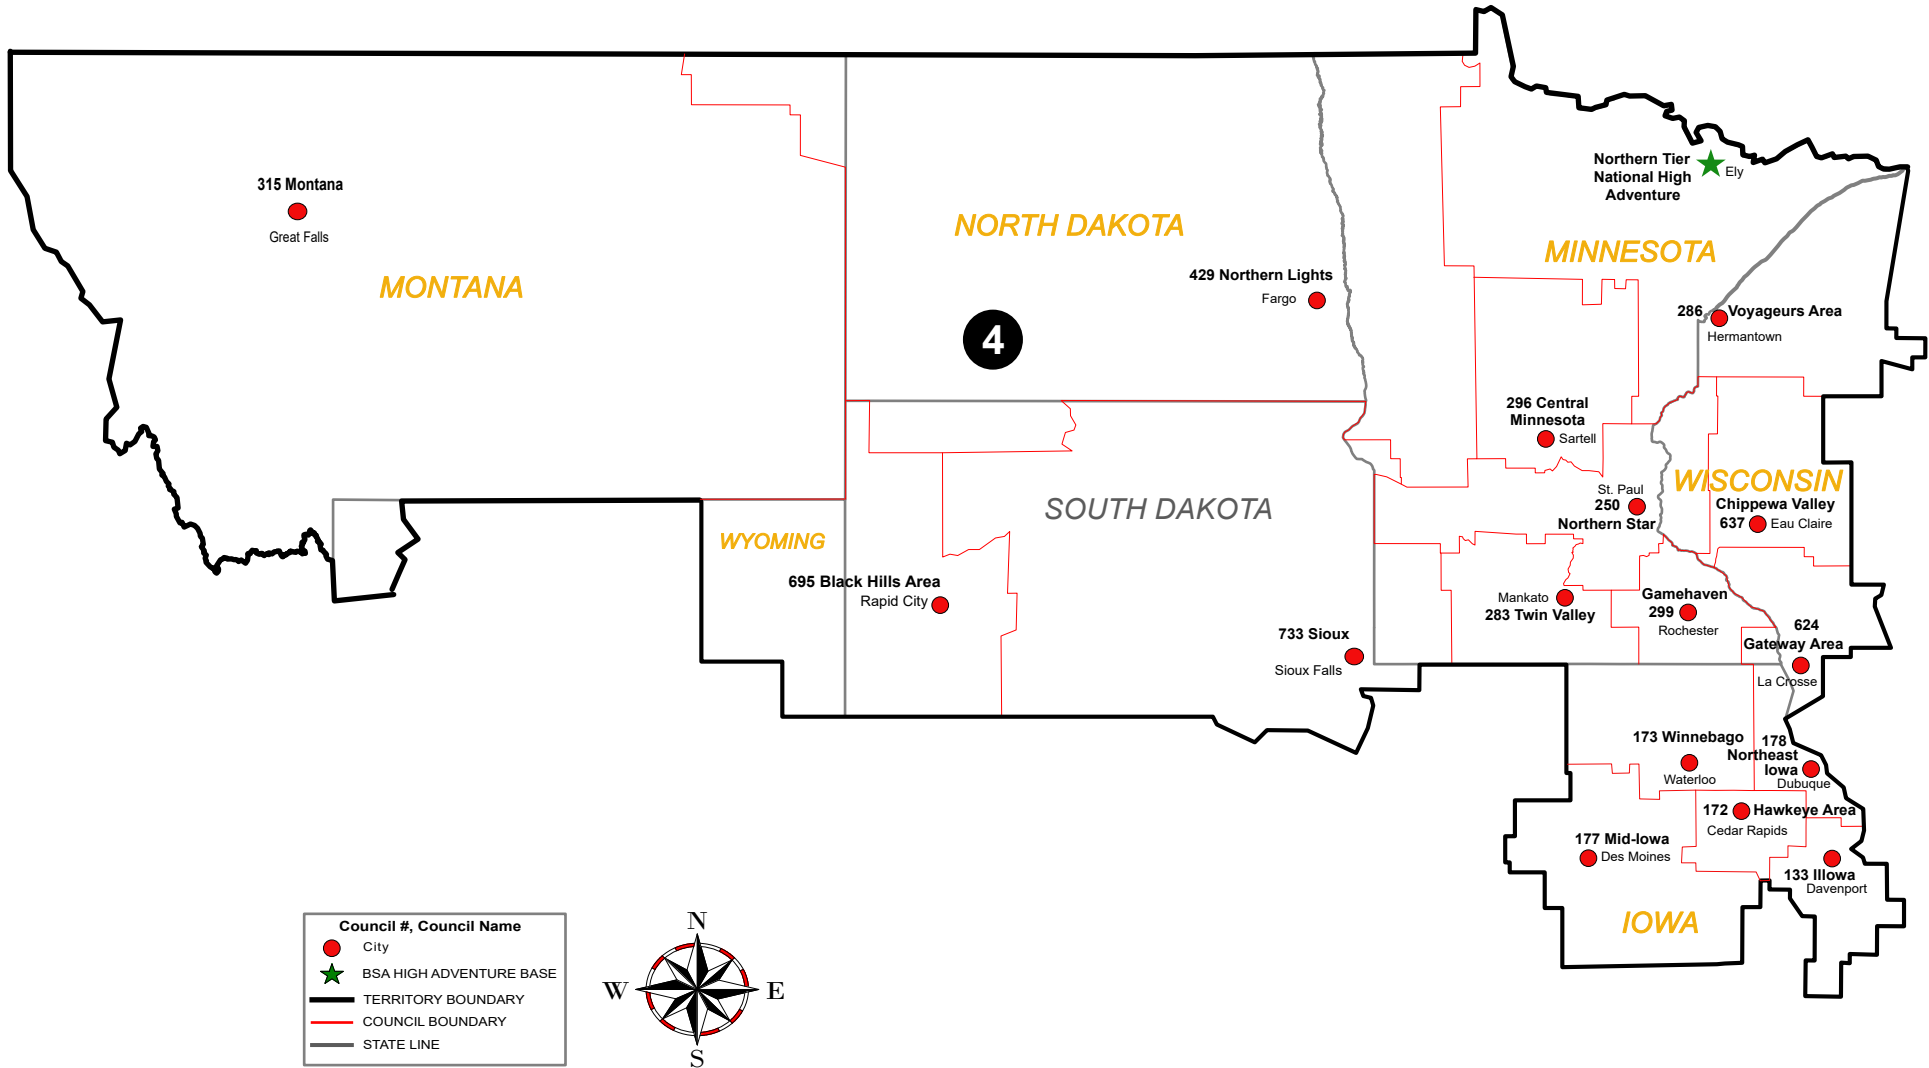 315 Montana
Great Falls
MONTANA
NORTH DAKOTA
429 Northern Lights
Fargo
4
Northern Tier
National High
Adventure
Ely
MINNESOTA
286
Voyageurs Area
Hermantown
296 Central
Minnesota
Sartell
WISCONSIN
St. Paul
250
Northern Star
Chippewa Valley
637
Eau Claire
SOUTH DAKOTA
WYOMING
695 Black Hills Area
Rapid City
733 Sioux
Sioux Falls
Mankato
283 Twin Valley
Gamehaven
299
Rochester
624
Gateway Area
La Crosse
173 Winnebago
Waterloo
178
Northeast
Iowa
Dubuque
172
Hawkeye Area
Cedar Rapids
177 Mid-Iowa
Des Moines
133 Illowa
Davenport
IOWA
Council #, Council Name
City
BSA HIGH ADVENTURE BASE
TERRITORY BOUNDARY
COUNCIL BOUNDARY
STATE LINE
N
W
E
S